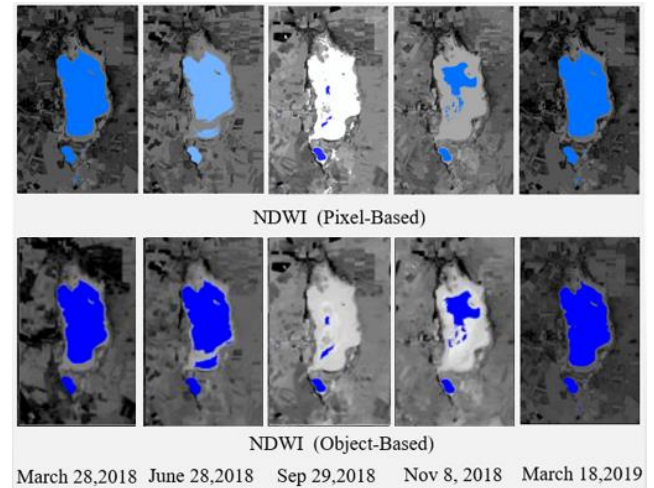 NDWI (Pixel-Based)
NDWI (Object-Based)
March 28,2018 June 28,2018 Sep 29,2018 Nov 8, 2018 March 18,2019